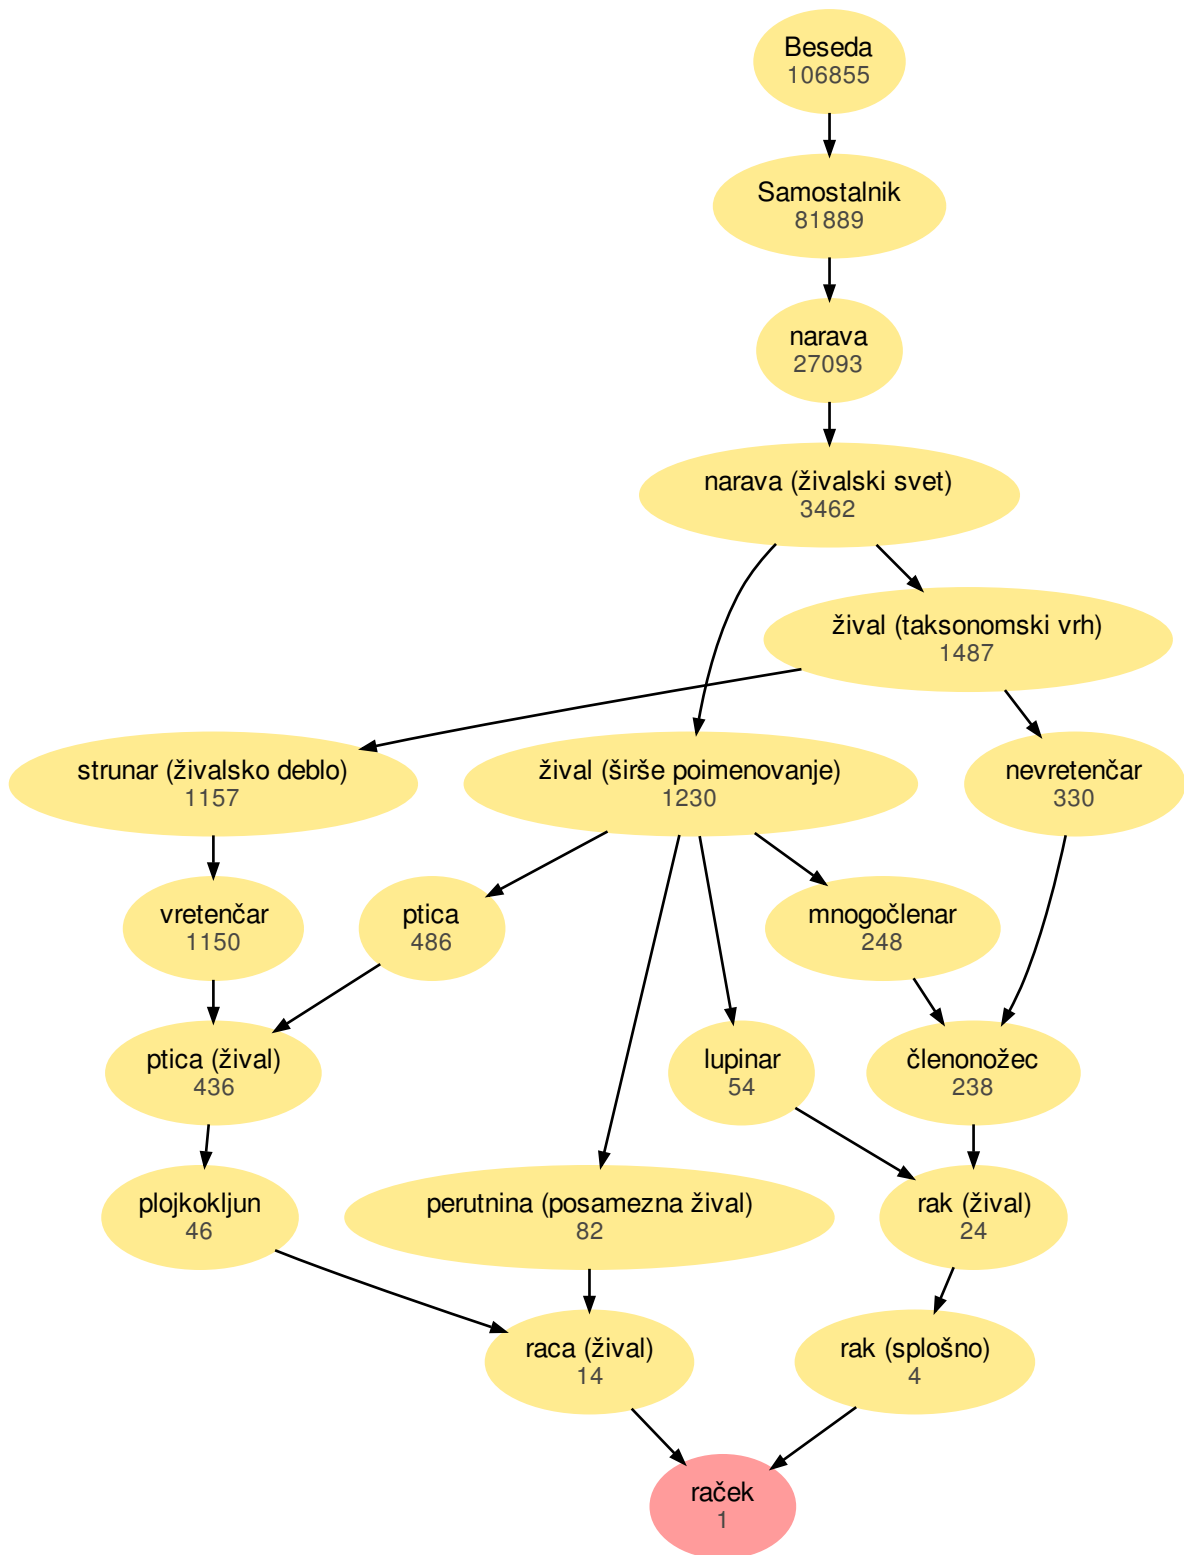 Beseda
106855
Samostalnik
81889
narava
27093
narava (živalski svet)
3462
žival (taksonomski vrh)
1487
strunar (živalsko deblo)
1157
žival (širše poimenovanje)
1230
nevretenčar
330
vretenčar
1150
ptica
486
mnogočlenar
248
ptica (žival)
436
lupinar
54
členonožec
238
plojkokljun
46
perutnina (posamezna žival)
82
rak (žival)
24
raca (žival)
14
rak (splošno)
4
raček
1